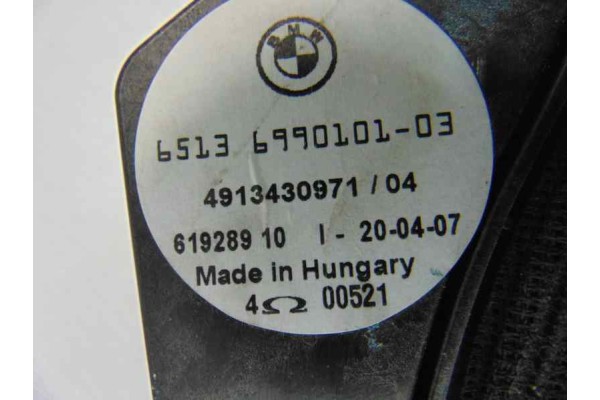 BMW
6513 6990101-03
4913430971 / 04
61928910 I - 20-04-07
Made in Hungary
4Ω 00521